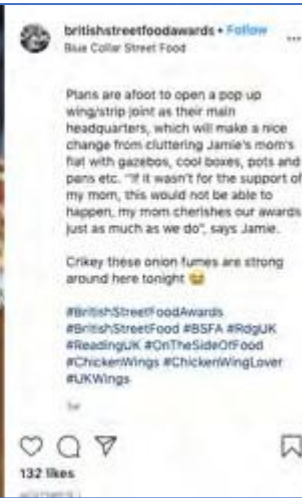 britishstreetfoodawards • Follow
Blue Collar Street Food
Plans are afoot to open a pop up
wing/strip joint as their main
headquarters, which will make a nice
change from cluttering Jamie's mom's
flat with gazebos, cool boxes, pots and
pans etc. "If it wasn't for the support of
my mom, this would not be able to
happen, my mom cherishes our awards
just as much as we do", says Jamie.
Crikey these onion fumes are strong
around here tonight 😂
#BritishStreetFoodAwards
#BritishStreetFood #BSFA #RdgUK
#ReadingUK #OnTheSideOfFood
#ChickenWings #ChickenWingLover
#UKWings
132 likes